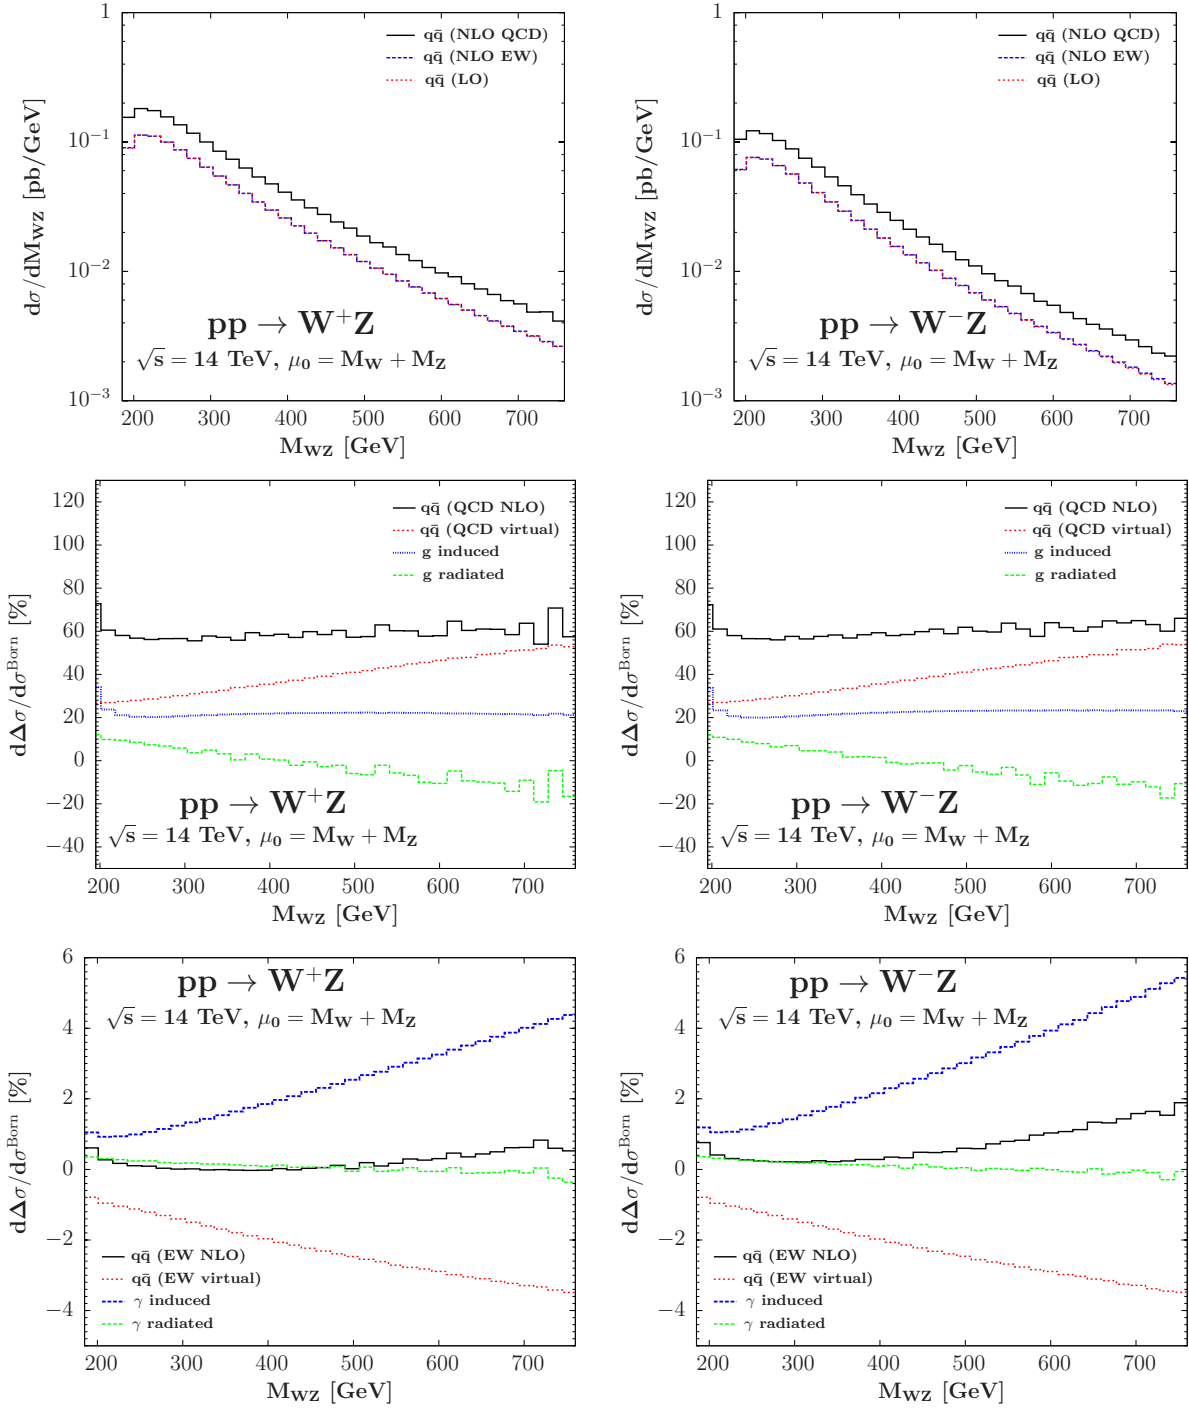 1
10⁻¹
10⁻²
10⁻³
dσ/dM_WZ [pb/GeV]
qq̄ (NLO QCD)
qq̄ (NLO EW)
qq̄ (LO)
pp → W⁺Z
√s = 14 TeV, μ₀ = M_W + M_Z
200 300 400 500 600 700
M_WZ [GeV]
1
10⁻¹
10⁻²
10⁻³
dσ/dM_WZ [pb/GeV]
qq̄ (NLO QCD)
qq̄ (NLO EW)
qq̄ (LO)
pp → W⁻Z
√s = 14 TeV, μ₀ = M_W + M_Z
200 300 400 500 600 700
M_WZ [GeV]
120
100
80
60
40
20
0
−20
−40
dΔσ/dσ^Born [%]
qq̄ (QCD NLO)
qq̄ (QCD virtual)
g induced
g radiated
pp → W⁺Z
√s = 14 TeV, μ₀ = M_W + M_Z
200 300 400 500 600 700
M_WZ [GeV]
120
100
80
60
40
20
0
−20
−40
dΔσ/dσ^Born [%]
qq̄ (QCD NLO)
qq̄ (QCD virtual)
g induced
g radiated
pp → W⁻Z
√s = 14 TeV, μ₀ = M_W + M_Z
200 300 400 500 600 700
M_WZ [GeV]
6
4
2
0
−2
−4
dΔσ/dσ^Born [%]
pp → W⁺Z
√s = 14 TeV, μ₀ = M_W + M_Z
qq̄ (EW NLO)
qq̄ (EW virtual)
γ induced
γ radiated
200 300 400 500 600 700
M_WZ [GeV]
6
4
2
0
−2
−4
dΔσ/dσ^Born [%]
pp → W⁻Z
√s = 14 TeV, μ₀ = M_W + M_Z
qq̄ (EW NLO)
qq̄ (EW virtual)
γ induced
γ radiated
200 300 400 500 600 700
M_WZ [GeV]